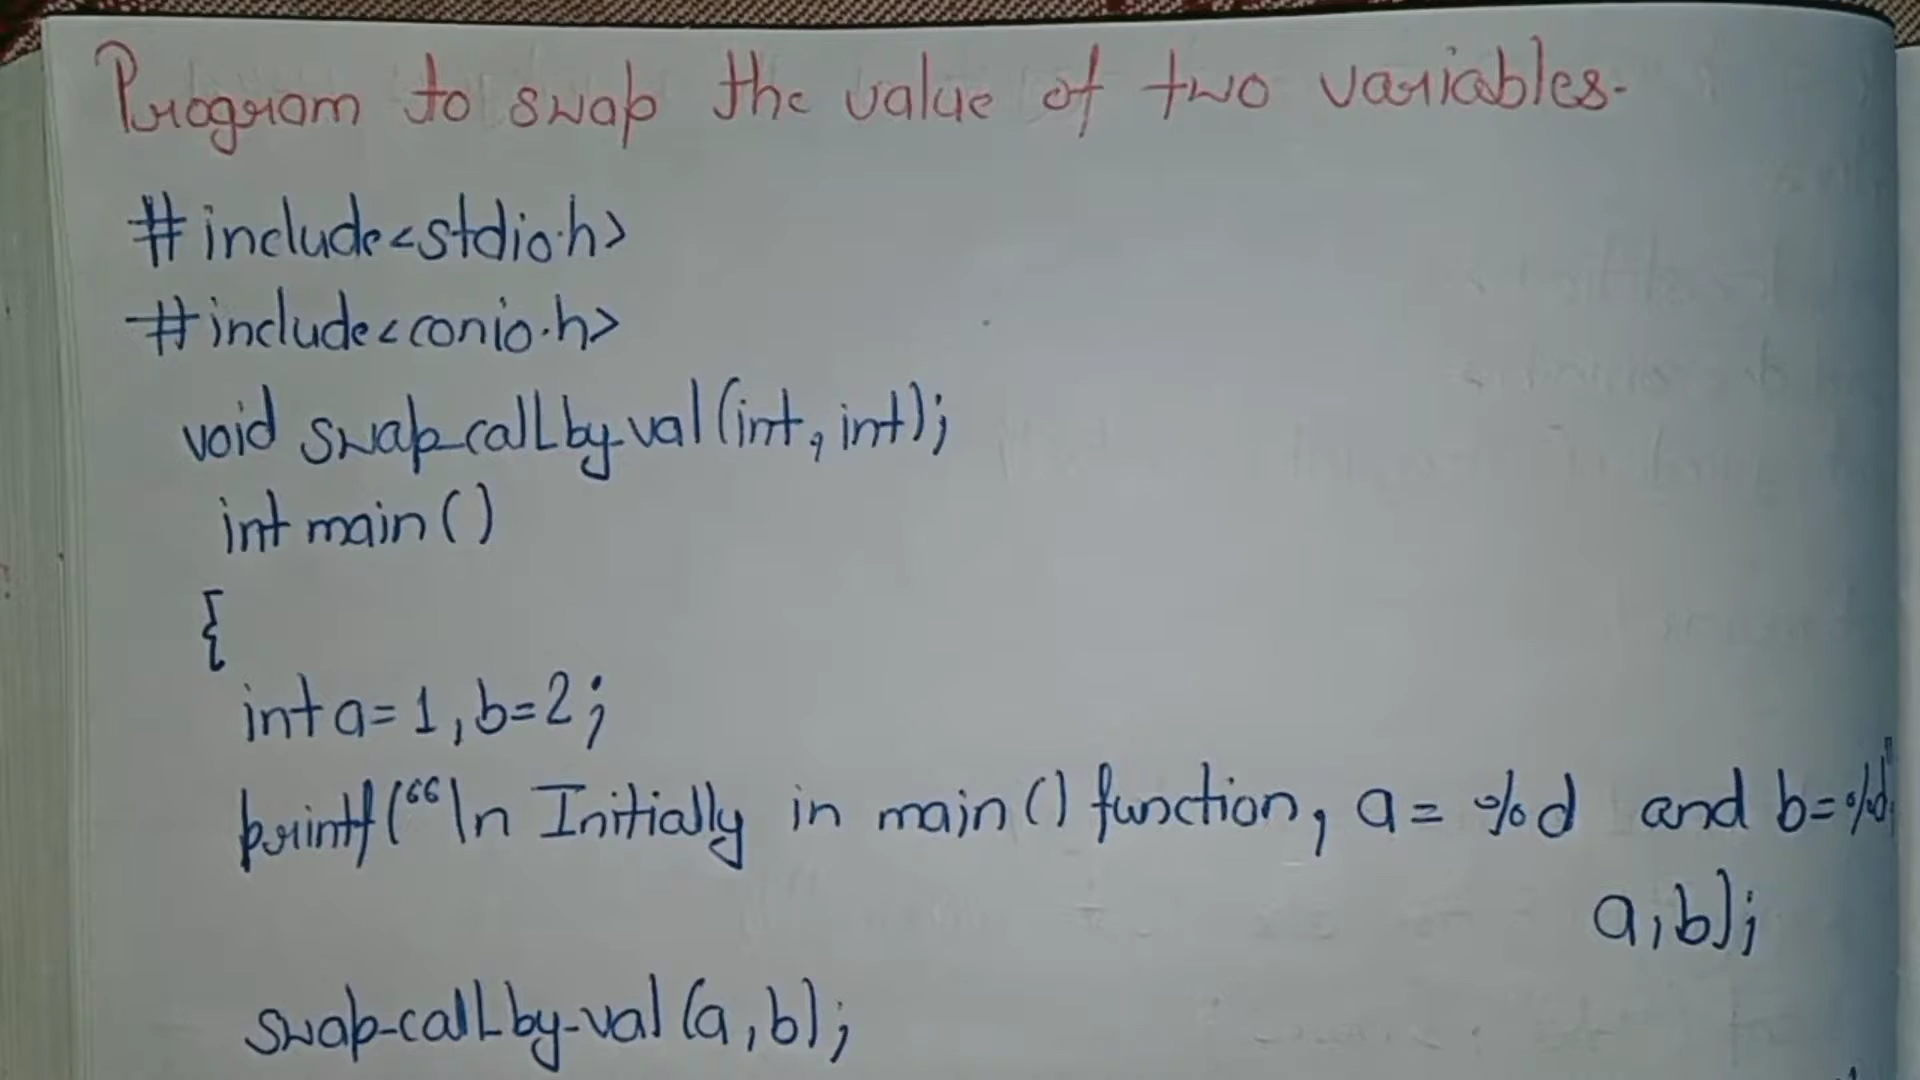 Program to swap the value of two variables.
#include<stdio.h>
#include<conio.h>
void swap_call_by_val(int, int);
int main()
{
int a=1, b=2;
printf("\n Initially in main() function, a = %d and b=%d",
a,b);
swap_call_by_val(a,b);